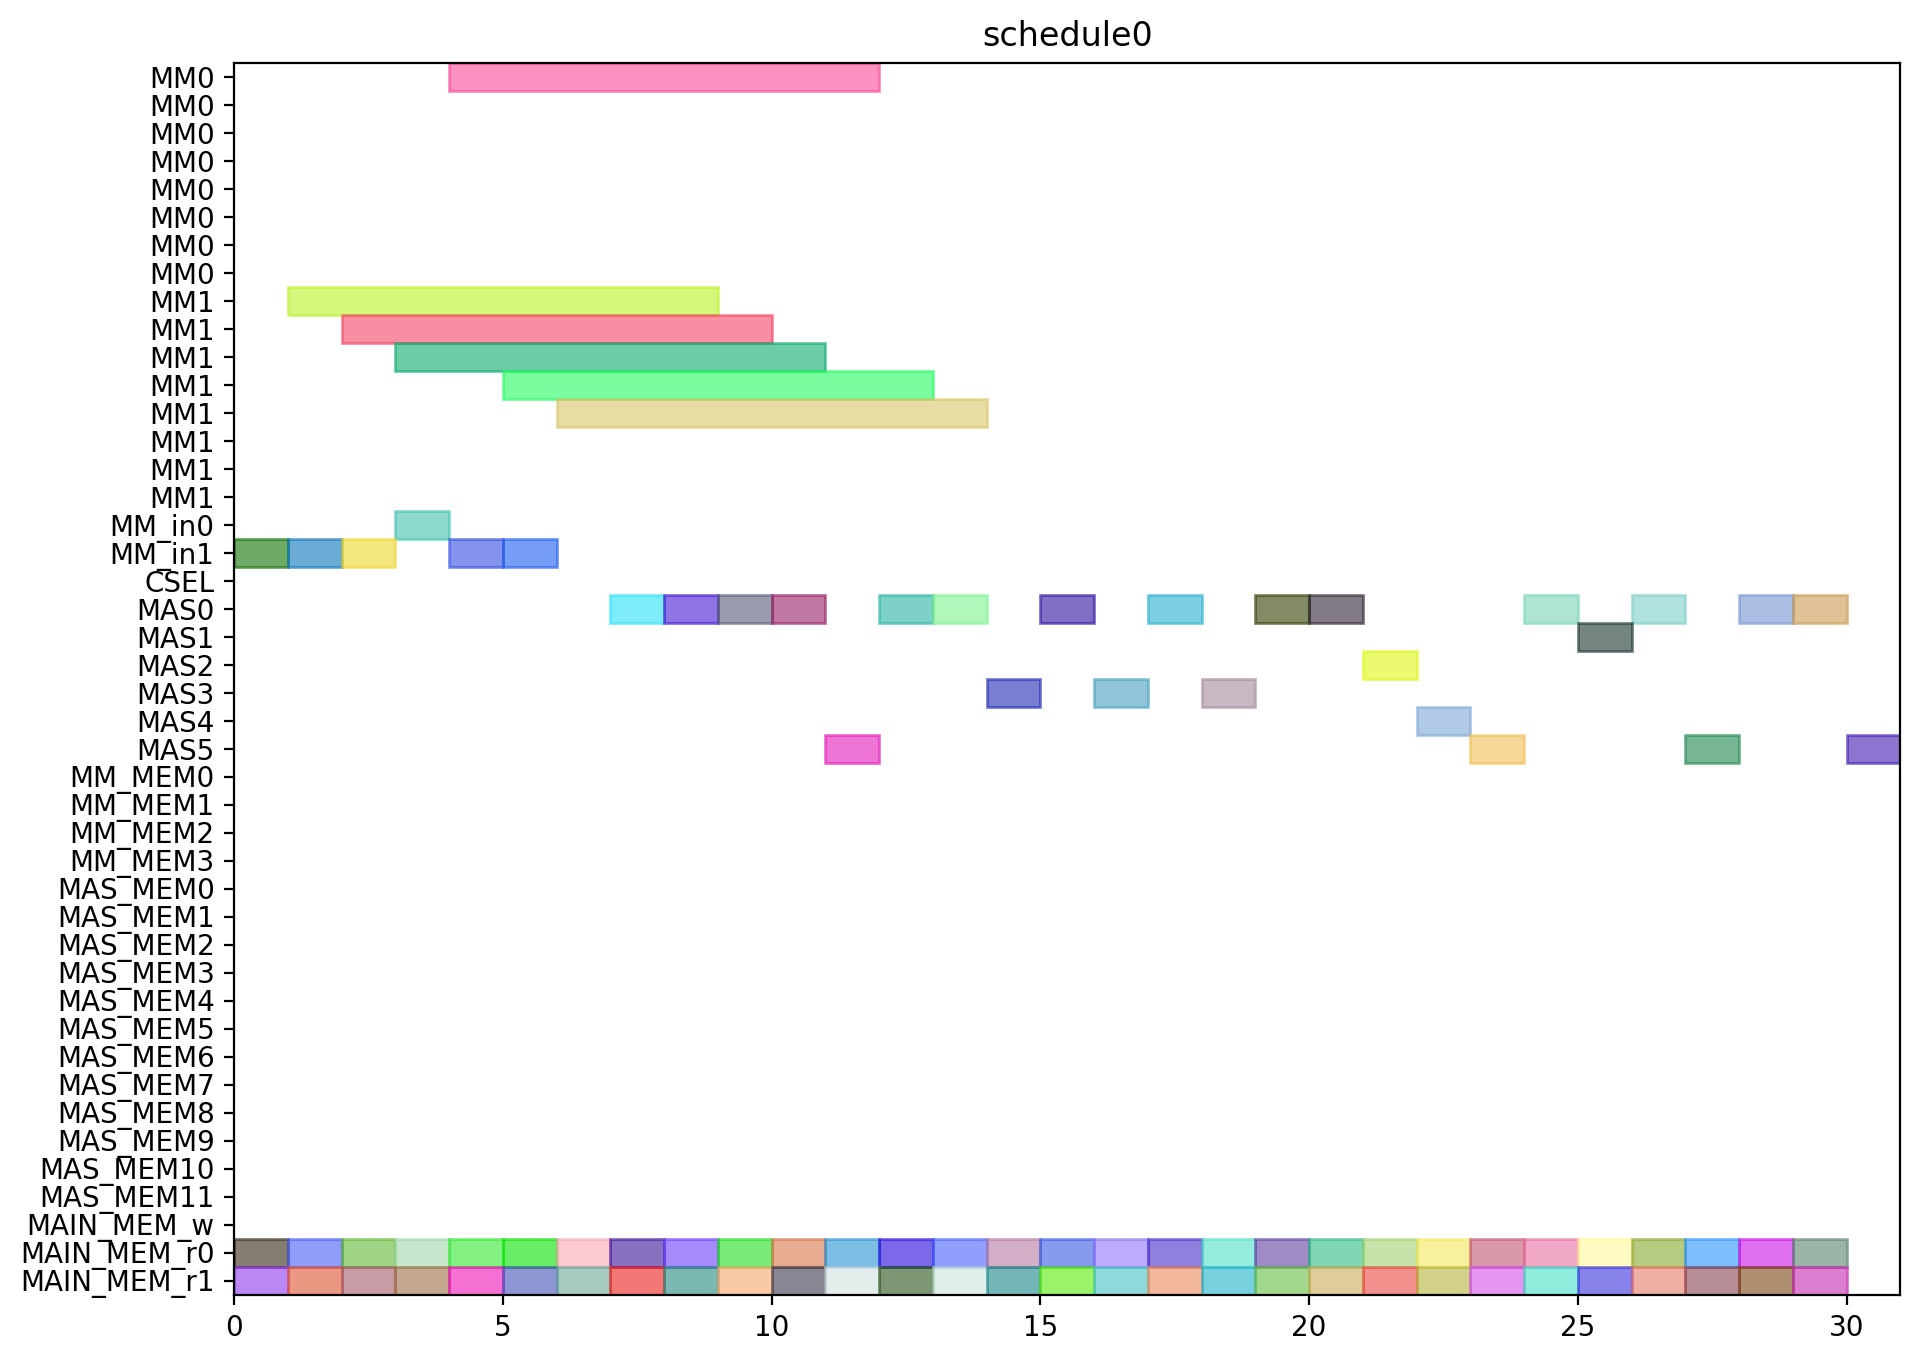 schedule0
MM0
MM0
MM0
MM0
MM0
MM0
MM0
MM0
MM1
MM1
MM1
MM1
MM1
MM1
MM1
MM1
MM_in0
MM_in1
CSEL
MAS0
MAS1
MAS2
MAS3
MAS4
MAS5
MM_MEM0
MM_MEM1
MM_MEM2
MM_MEM3
MAS_MEM0
MAS_MEM1
MAS_MEM2
MAS_MEM3
MAS_MEM4
MAS_MEM5
MAS_MEM6
MAS_MEM7
MAS_MEM8
MAS_MEM9
MAS_MEM10
MAS_MEM11
MAIN_MEM_w
MAIN_MEM_r0
MAIN_MEM_r1
0 5 10 15 20 25 30